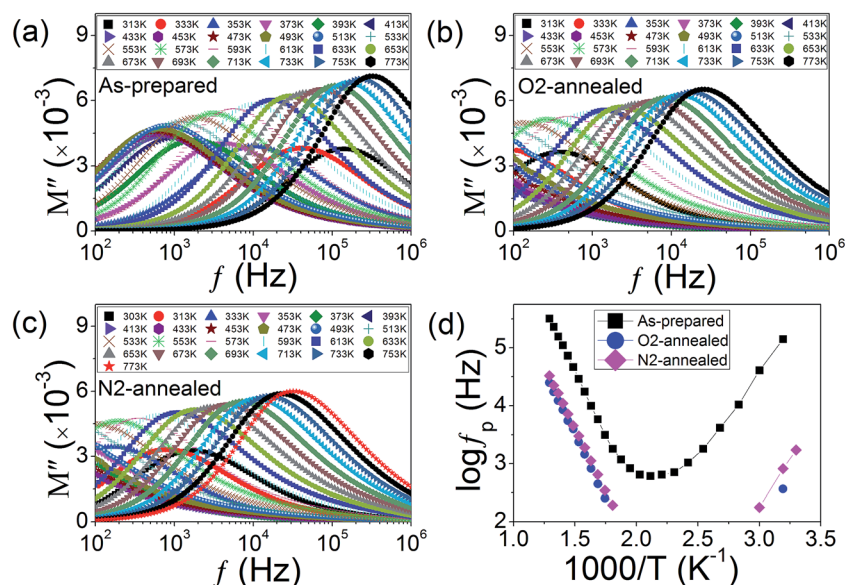 (a)
313K 333K 353K 373K 393K 413K
433K 453K 473K 493K 513K 533K
553K 573K 593K 613K 633K 653K
673K 693K 713K 733K 753K 773K
As-prepared
9
6
3
0
M″ (×10⁻³)
10² 10³ 10⁴ 10⁵ 10⁶
f (Hz)
(b)
313K 333K 353K 373K 393K 413K
433K 453K 473K 493K 513K 533K
553K 573K 593K 613K 633K 653K
673K 693K 713K 733K 753K 773K
O2-annealed
9
6
3
0
M″ (×10⁻³)
10² 10³ 10⁴ 10⁵ 10⁶
f (Hz)
(c)
303K 313K 333K 353K 373K 393K
413K 433K 453K 473K 493K 513K
533K 553K 573K 593K 613K 633K
653K 673K 693K 713K 733K 753K
773K
N2-annealed
9
6
3
0
M″ (×10⁻³)
10² 10³ 10⁴ 10⁵ 10⁶
f (Hz)
(d)
As-prepared
O2-annealed
N2-annealed
6
5
4
3
2
logfₚ (Hz)
1.0 1.5 2.0 2.5 3.0 3.5
1000/T (K⁻¹)